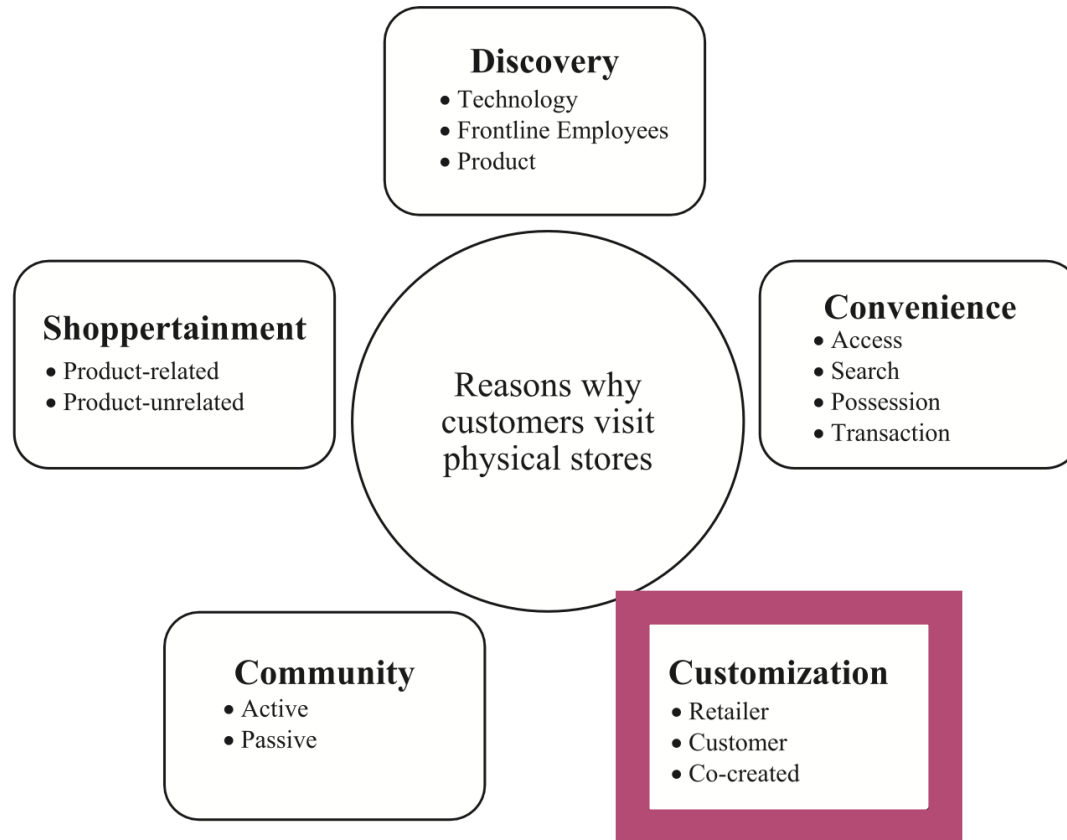 Discovery
• Technology
• Frontline Employees
• Product
Shoppertainment
• Product-related
• Product-unrelated
Reasons why
customers visit
physical stores
Convenience
• Access
• Search
• Possession
• Transaction
Community
• Active
• Passive
Customization
• Retailer
• Customer
• Co-created